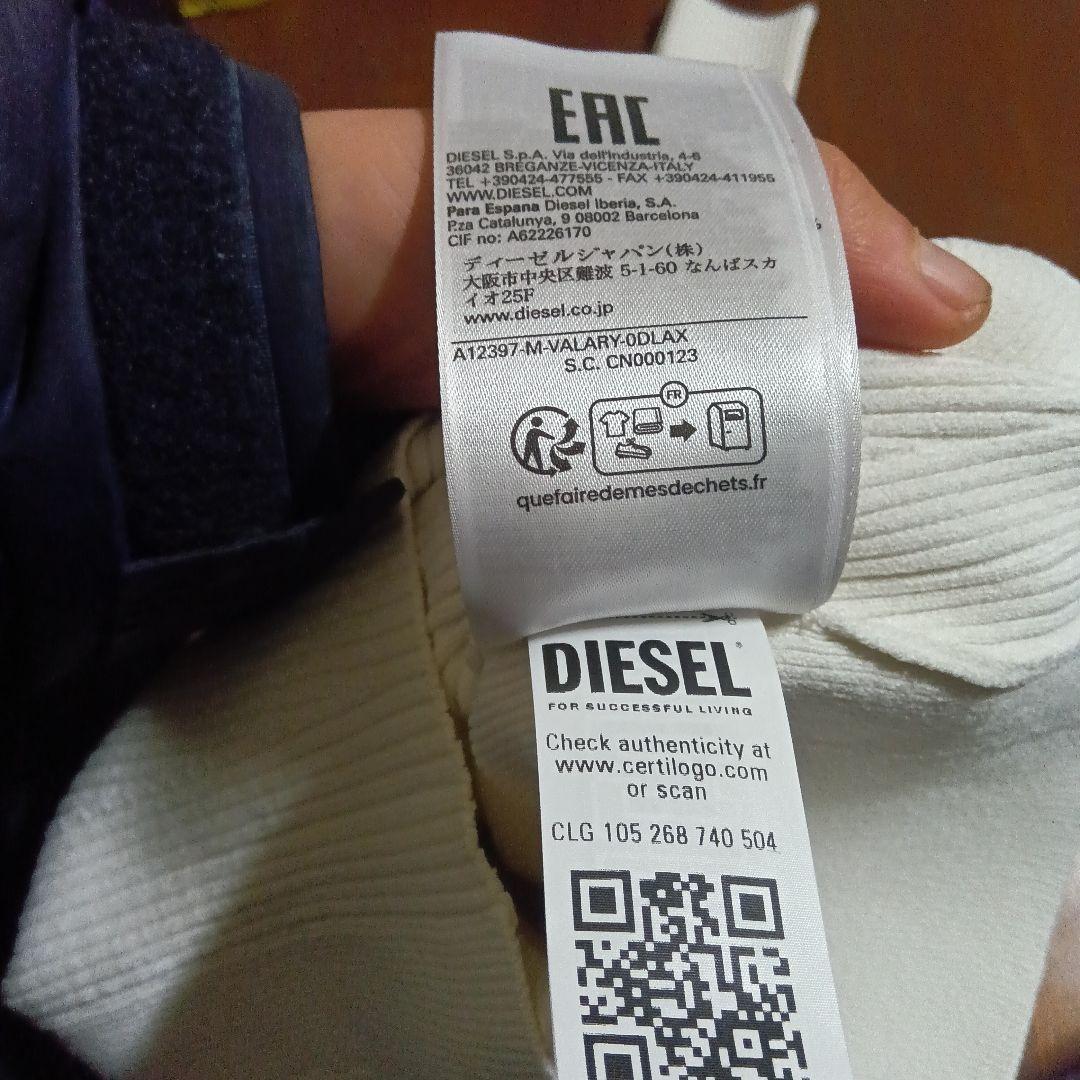 EAC
DIESEL S.p.A. Via dell'Industria, 4-6
36042 BREGANZE-VICENZA-ITALY
TEL +390424-477555 - FAX +390424-411955
WWW.DIESEL.COM
Para Espana Diesel Iberia, S.A.
P.za Catalunya, 9 08002 Barcelona
CIF no: A62226170
ディーゼルジャパン(株)
大阪市中央区難波 5-1-60 なんばスカ
イオ25F
www.diesel.co.jp
A12397-M-VALARY-0DLAX
S.C. CN000123
FR
quefairedemesdechets.fr
DIESEL
FOR SUCCESSFUL LIVING
Check authenticity at
www.certilogo.com
or scan
CLG 105 268 740 504